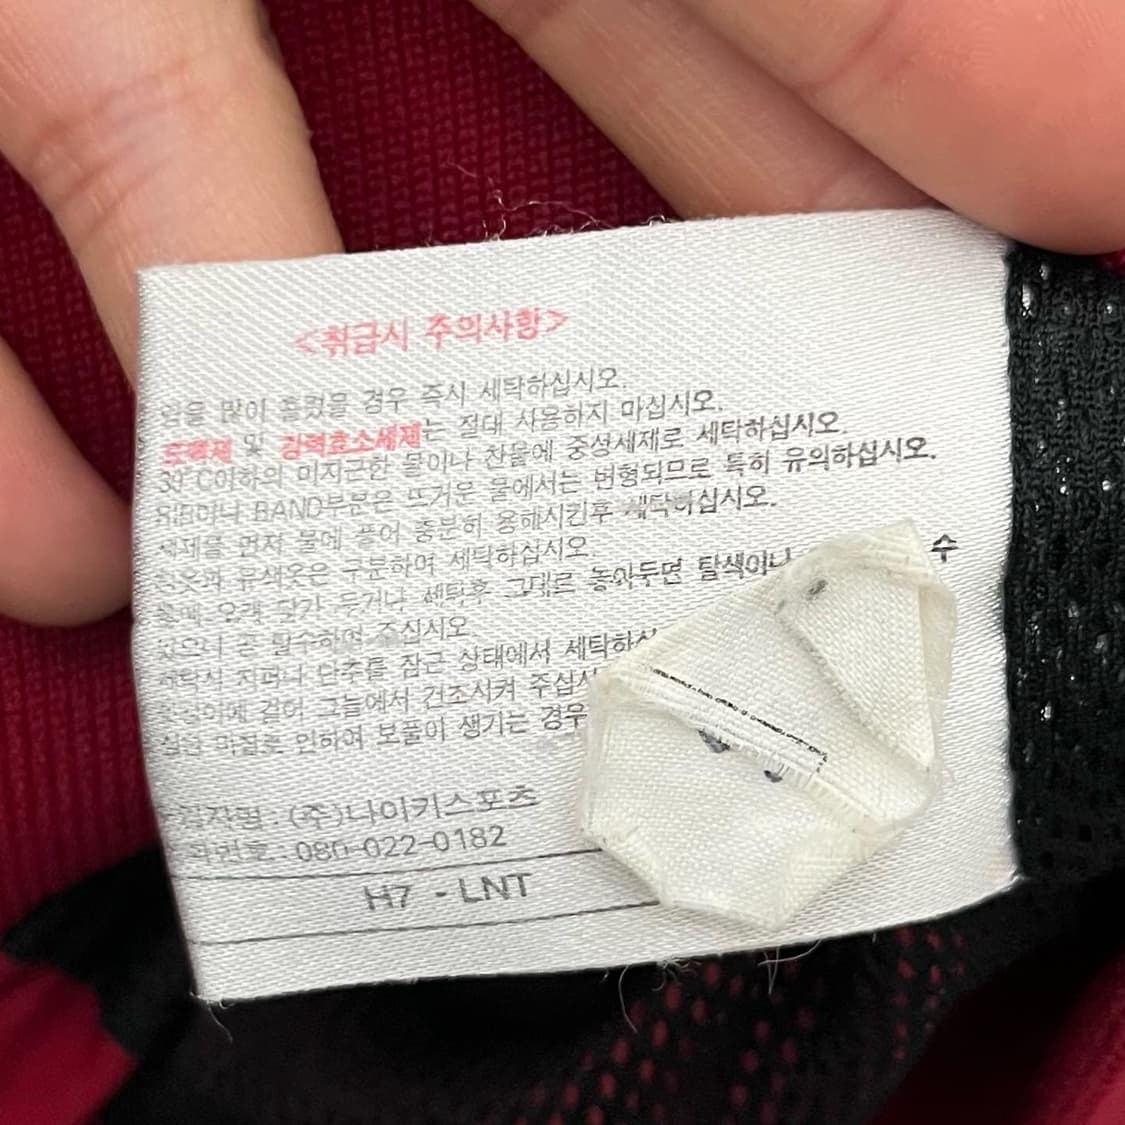 <취급시 주의사항>
땀을 많이 흘렸을 경우 즉시 세탁하십시오.
표백제 및 강력효소세제는 절대 사용하지 마십시오.
30˚C이하의 미지근한 물이나 찬물에 중성세제로 세탁하십시오.
RIB이나 BAND부분은 뜨거운 물에서는 변형되므로 특히 유의하십시오.
세제를 먼저 물에 풀어 충분히 용해시킨후 세탁하십시오.
유색옷은 구분하여 세탁하십시오.
오래 담가 두거나 세탁후 그대로 놓아두면 탈색이나 수
있으니 곧 탈수하여 주십시오
세탁시 지퍼나 단추를 잠근 상태에서 세탁하십
옷걸이에 걸어 그늘에서 건조시켜 주십시
심한 마찰로 인하여 보풀이 생기는 경우
(주)나이키스포츠
080-022-0182
H7 - LNT